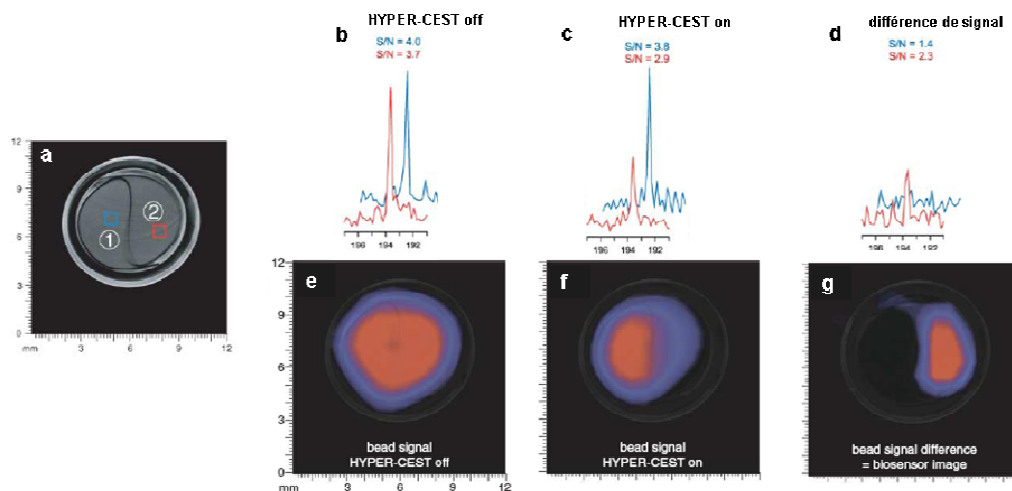 HYPER-CEST off
HYPER-CEST on
différence de signal
b
c
d
S/N = 4.0
S/N = 3.7
S/N = 3.8
S/N = 2.9
S/N = 1.4
S/N = 2.3
196 194 192
196 194 192
196 194 192
a
12
9
6
3
0
mm 3 6 9 12
①
②
e
12
9
6
3
0
mm 3 6 9 12
bead signal
HYPER-CEST off
f
bead signal
HYPER-CEST on
g
bead signal difference
= biosensor image